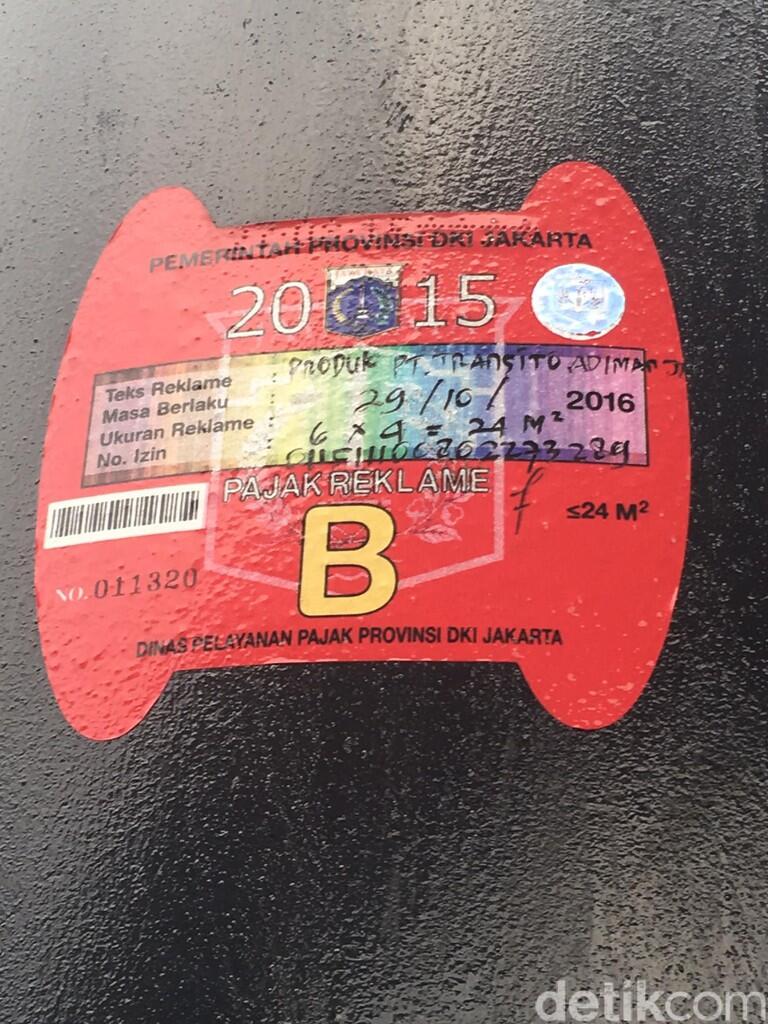 PEMERINTAH PROVINSI DKI JAKARTA
2015
Teks Reklame : PRODUK PT. TRANSITO
Masa Berlaku : 29/10/ 2016
Ukuran Reklame : 6 x 4 = 24 M²
No. Izin :
PAJAK REKLAME
≤24 M²
B
NO. 011320
DINAS PELAYANAN PAJAK PROVINSI DKI JAKARTA
detikcom